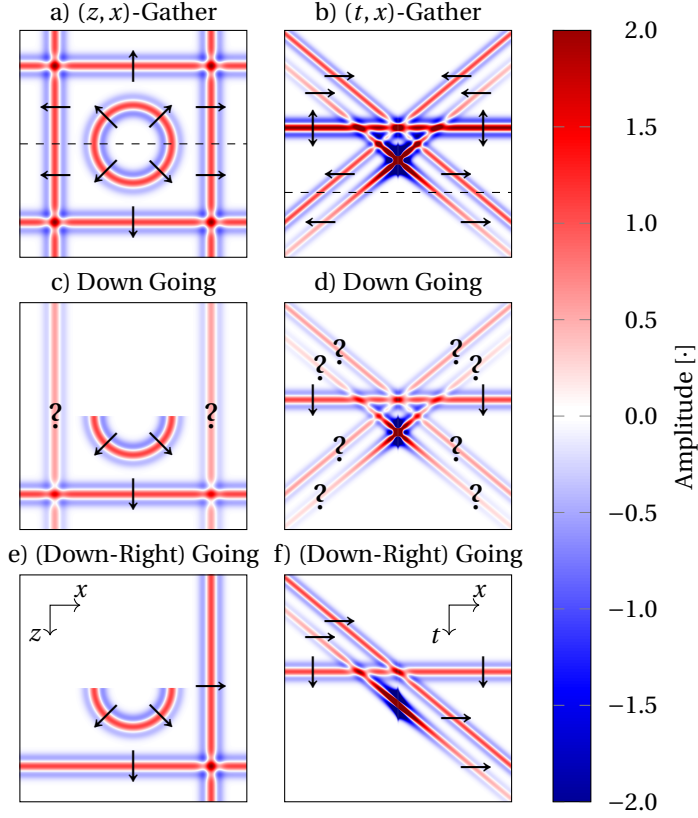 a) (z, x)-Gather
b) (t, x)-Gather
c) Down Going
d) Down Going
? ?
? ?
? ?
? ?
? ?
e) (Down-Right) Going
f) (Down-Right) Going
x
z
x
t
2.0
1.5
1.0
0.5
0.0
−0.5
−1.0
−1.5
−2.0
Amplitude [·]